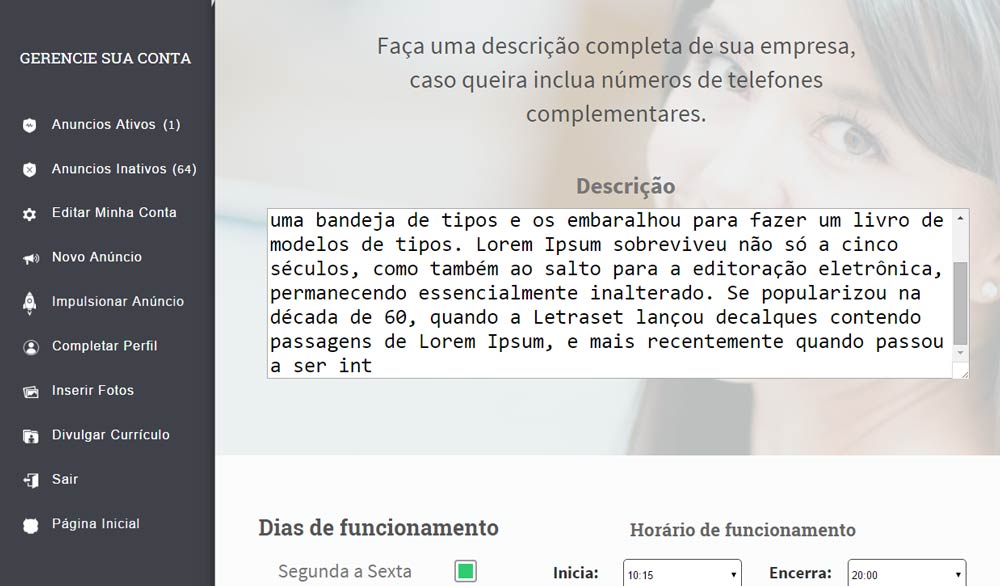 GERENCIE SUA CONTA
Anuncios Ativos (1)
Anuncios Inativos (64)
Editar Minha Conta
Novo Anúncio
Impulsionar Anúncio
Completar Perfil
Inserir Fotos
Divulgar Currículo
Sair
Página Inicial
Faça uma descrição completa de sua empresa,
caso queira inclua números de telefones
complementares.
Descrição
uma bandeja de tipos e os embaralhou para fazer um livro de
modelos de tipos. Lorem Ipsum sobreviveu não só a cinco
séculos, como também ao salto para a editoração eletrônica,
permanecendo essencialmente inalterado. Se popularizou na
década de 60, quando a Letraset lançou decalques contendo
passagens de Lorem Ipsum, e mais recentemente quando passou
a ser int
Dias de funcionamento
Segunda a Sexta
Horário de funcionamento
Inicia: 10:15 Encerra: 20:00